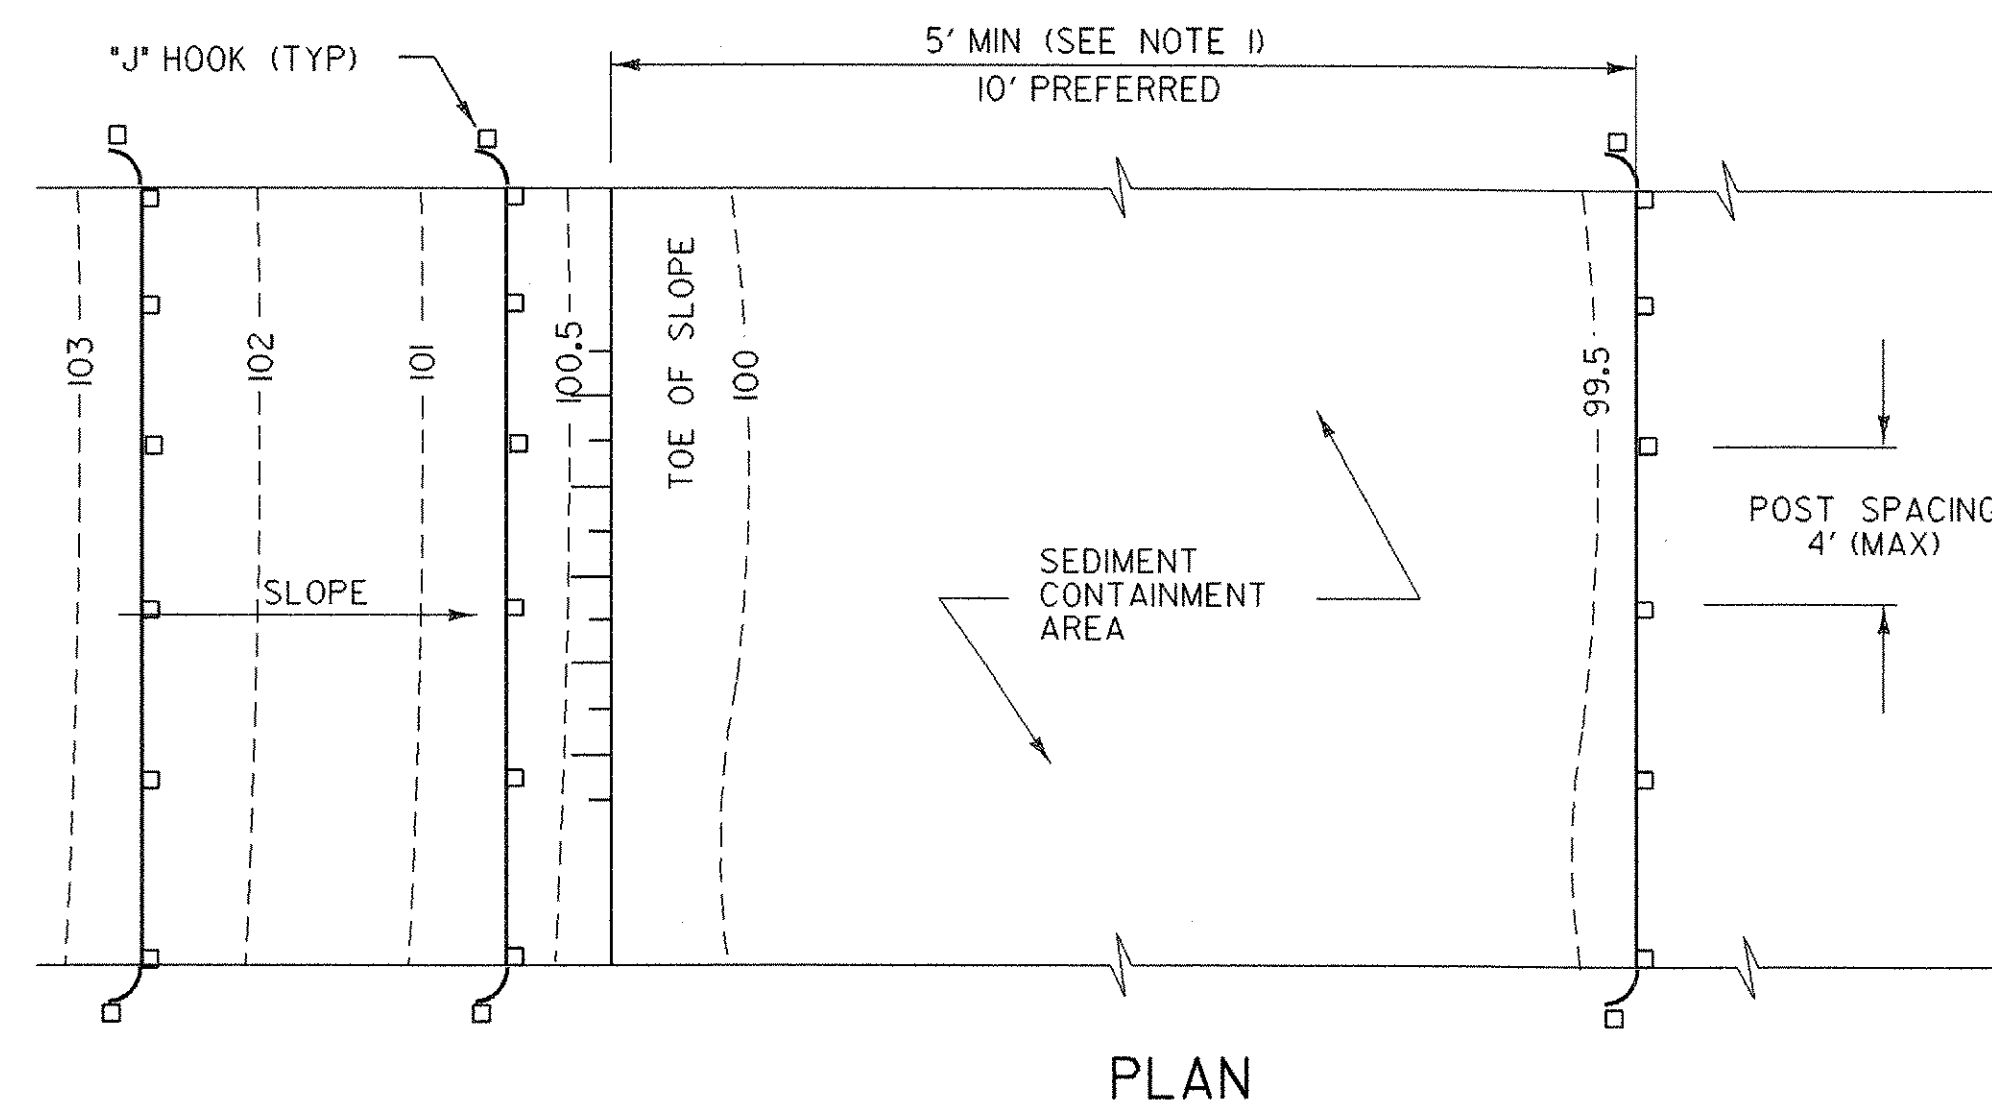 5' MIN (SEE NOTE 1)
"J" HOOK (TYP)
10' PREFERRED
TOE OF SLOPE
103
102
101
100.5
100
99.5
POST SPACING
4' (MAX)
SEDIMENT
CONTAINMENT
AREA
SLOPE
PLAN